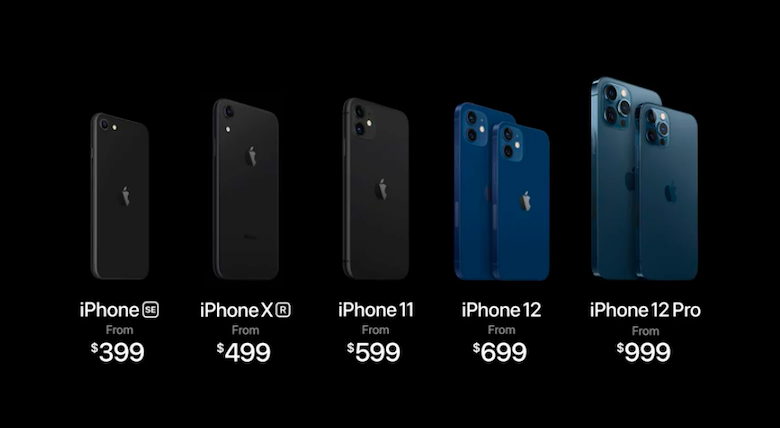 iPhone SE
From
$399
iPhone XR
From
$499
iPhone 11
From
$599
iPhone 12
From
$699
iPhone 12 Pro
From
$999